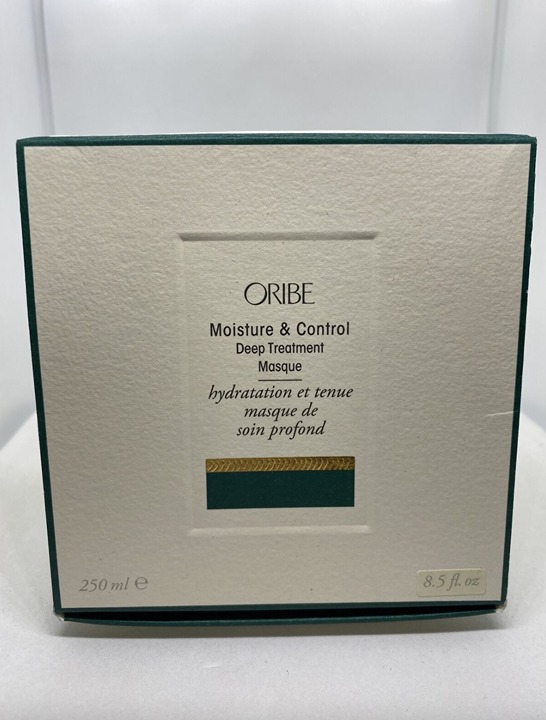 ORIBE
Moisture & Control
Deep Treatment
Masque
hydratation et tenue
masque de
soin profond
250 ml ℮
8.5 fl. oz